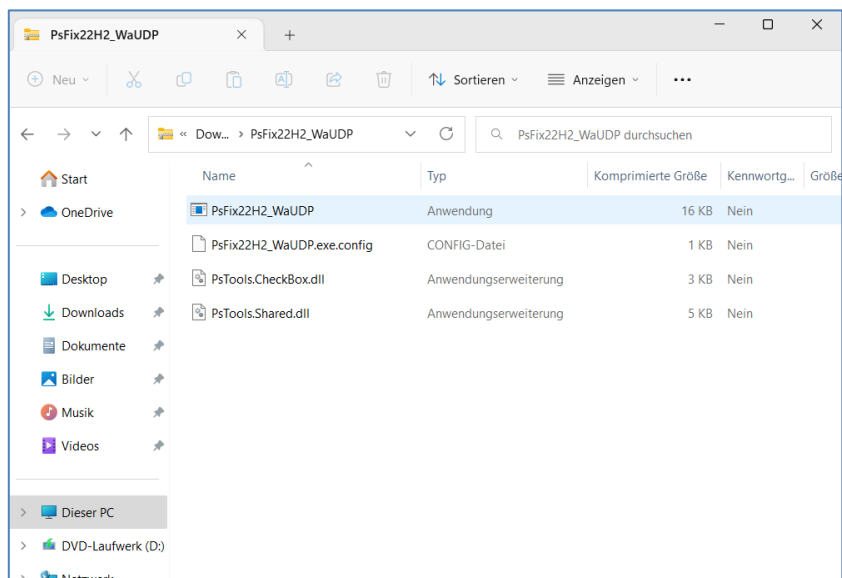 PsFix22H2_WaUDP
Neu
Sortieren
Anzeigen
« Dow... > PsFix22H2_WaUDP
PsFix22H2_WaUDP durchsuchen
Start
OneDrive
Desktop
Downloads
Dokumente
Bilder
Musik
Videos
Dieser PC
DVD-Laufwerk (D:)
Netzwerk
Name Typ Komprimierte Größe Kennwortg... Größe
PsFix22H2_WaUDP Anwendung 16 KB Nein
PsFix22H2_WaUDP.exe.config CONFIG-Datei 1 KB Nein
PsTools.CheckBox.dll Anwendungserweiterung 3 KB Nein
PsTools.Shared.dll Anwendungserweiterung 5 KB Nein